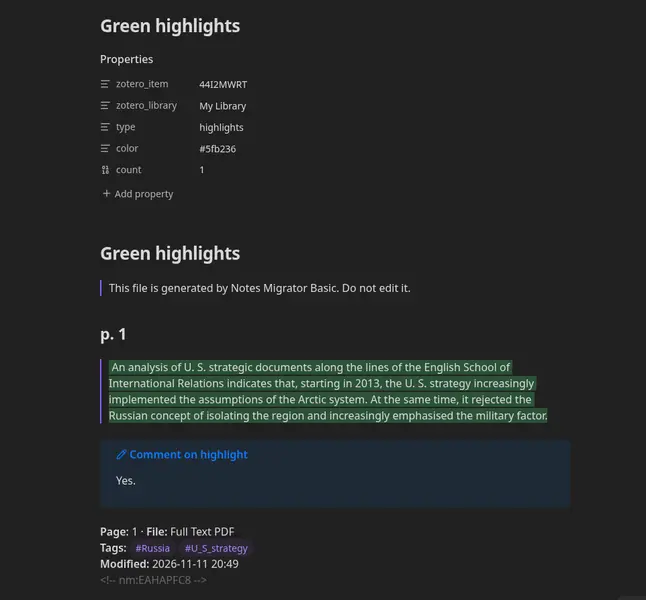 Green highlights
Properties
zotero_item 44I2MWRT
zotero_library My Library
type highlights
color #5fb236
count 1
+ Add property
Green highlights
This file is generated by Notes Migrator Basic. Do not edit it.
p. 1
An analysis of U. S. strategic documents along the lines of the English School of
International Relations indicates that, starting in 2013, the U. S. strategy increasingly
implemented the assumptions of the Arctic system. At the same time, it rejected the
Russian concept of isolating the region and increasingly emphasised the military factor.
Comment on highlight
Yes.
Page: 1 · File: Full Text PDF
Tags: #Russia #U_S_strategy
Modified: 2026-11-11 20:49
<!-- nm:EAHAPFC8 -->